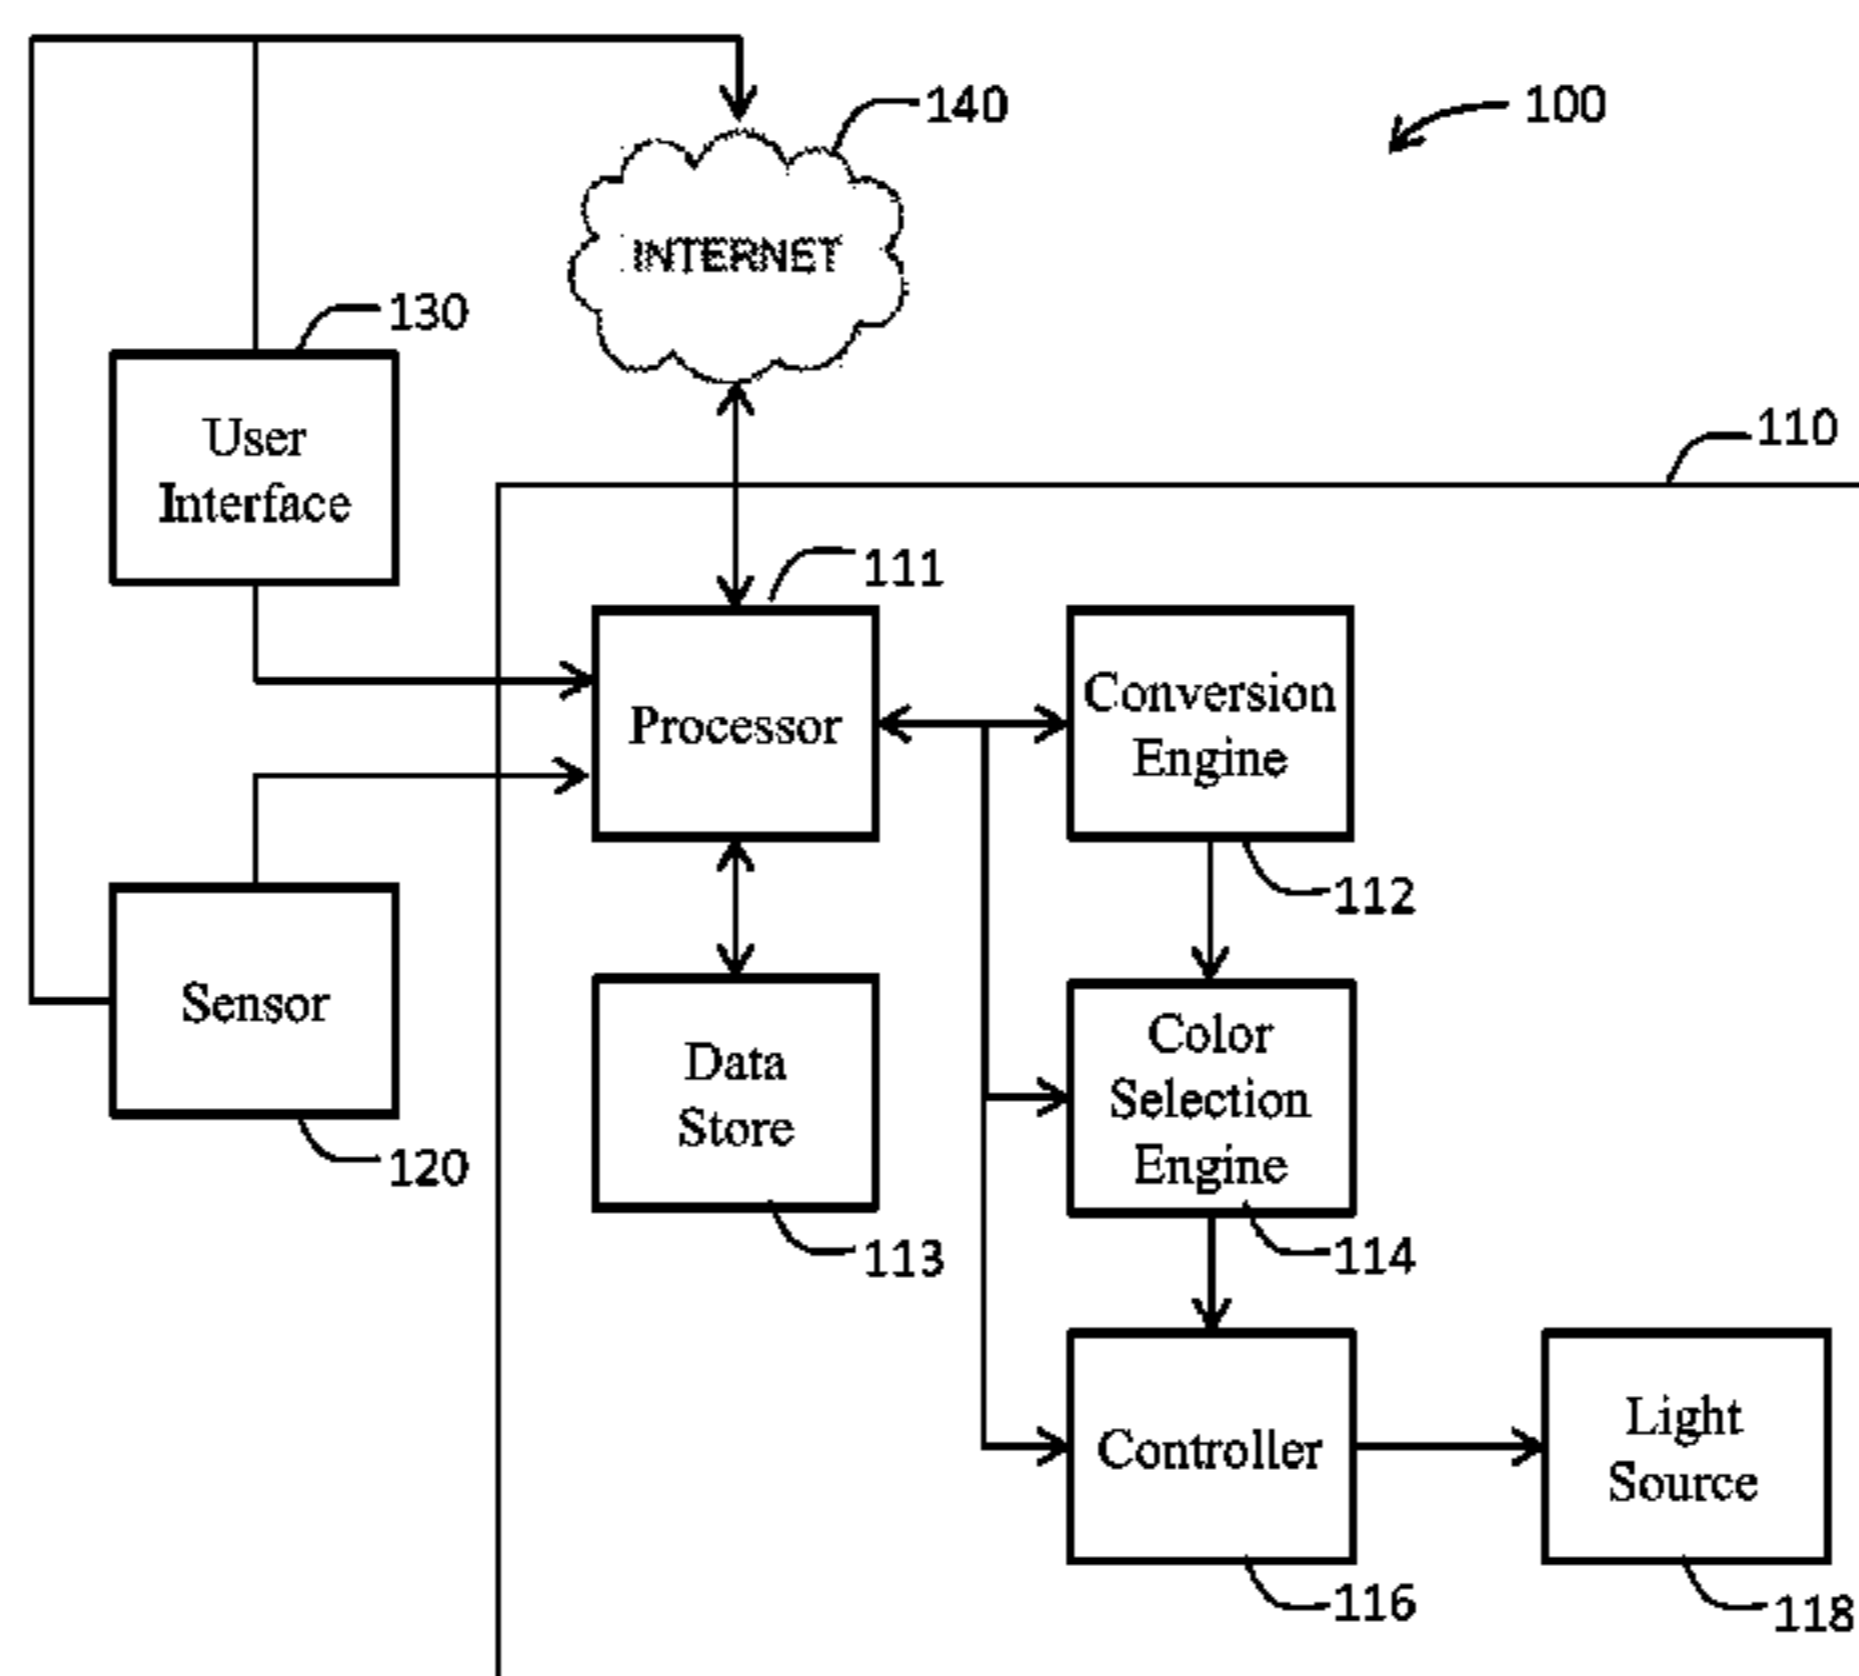 140
100
INTERNET
130
User
Interface
110
111
Processor
Conversion
Engine
112
Sensor
120
Data
Store
113
Color
Selection
Engine
114
Controller
116
Light
Source
118